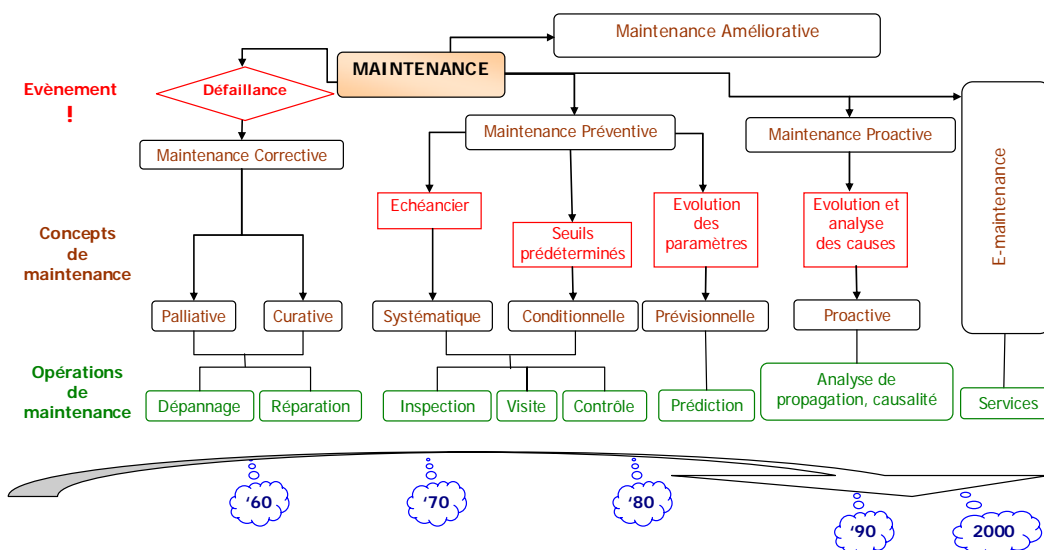 Maintenance Améliorative
MAINTENANCE
Evènement
!
Défaillance
Maintenance Préventive
Maintenance Proactive
Maintenance Corrective
E-maintenance
Echéancier
Evolution
des
paramètres
Evolution et
analyse
des causes
Seuils
prédéterminés
Concepts
de
maintenance
Palliative
Curative
Systématique
Conditionnelle
Prévisionnelle
Proactive
Opérations
de
maintenance
Dépannage
Réparation
Inspection
Visite
Contrôle
Prédiction
Analyse de
propagation, causalité
Services
‘60
‘70
‘80
‘90
2000